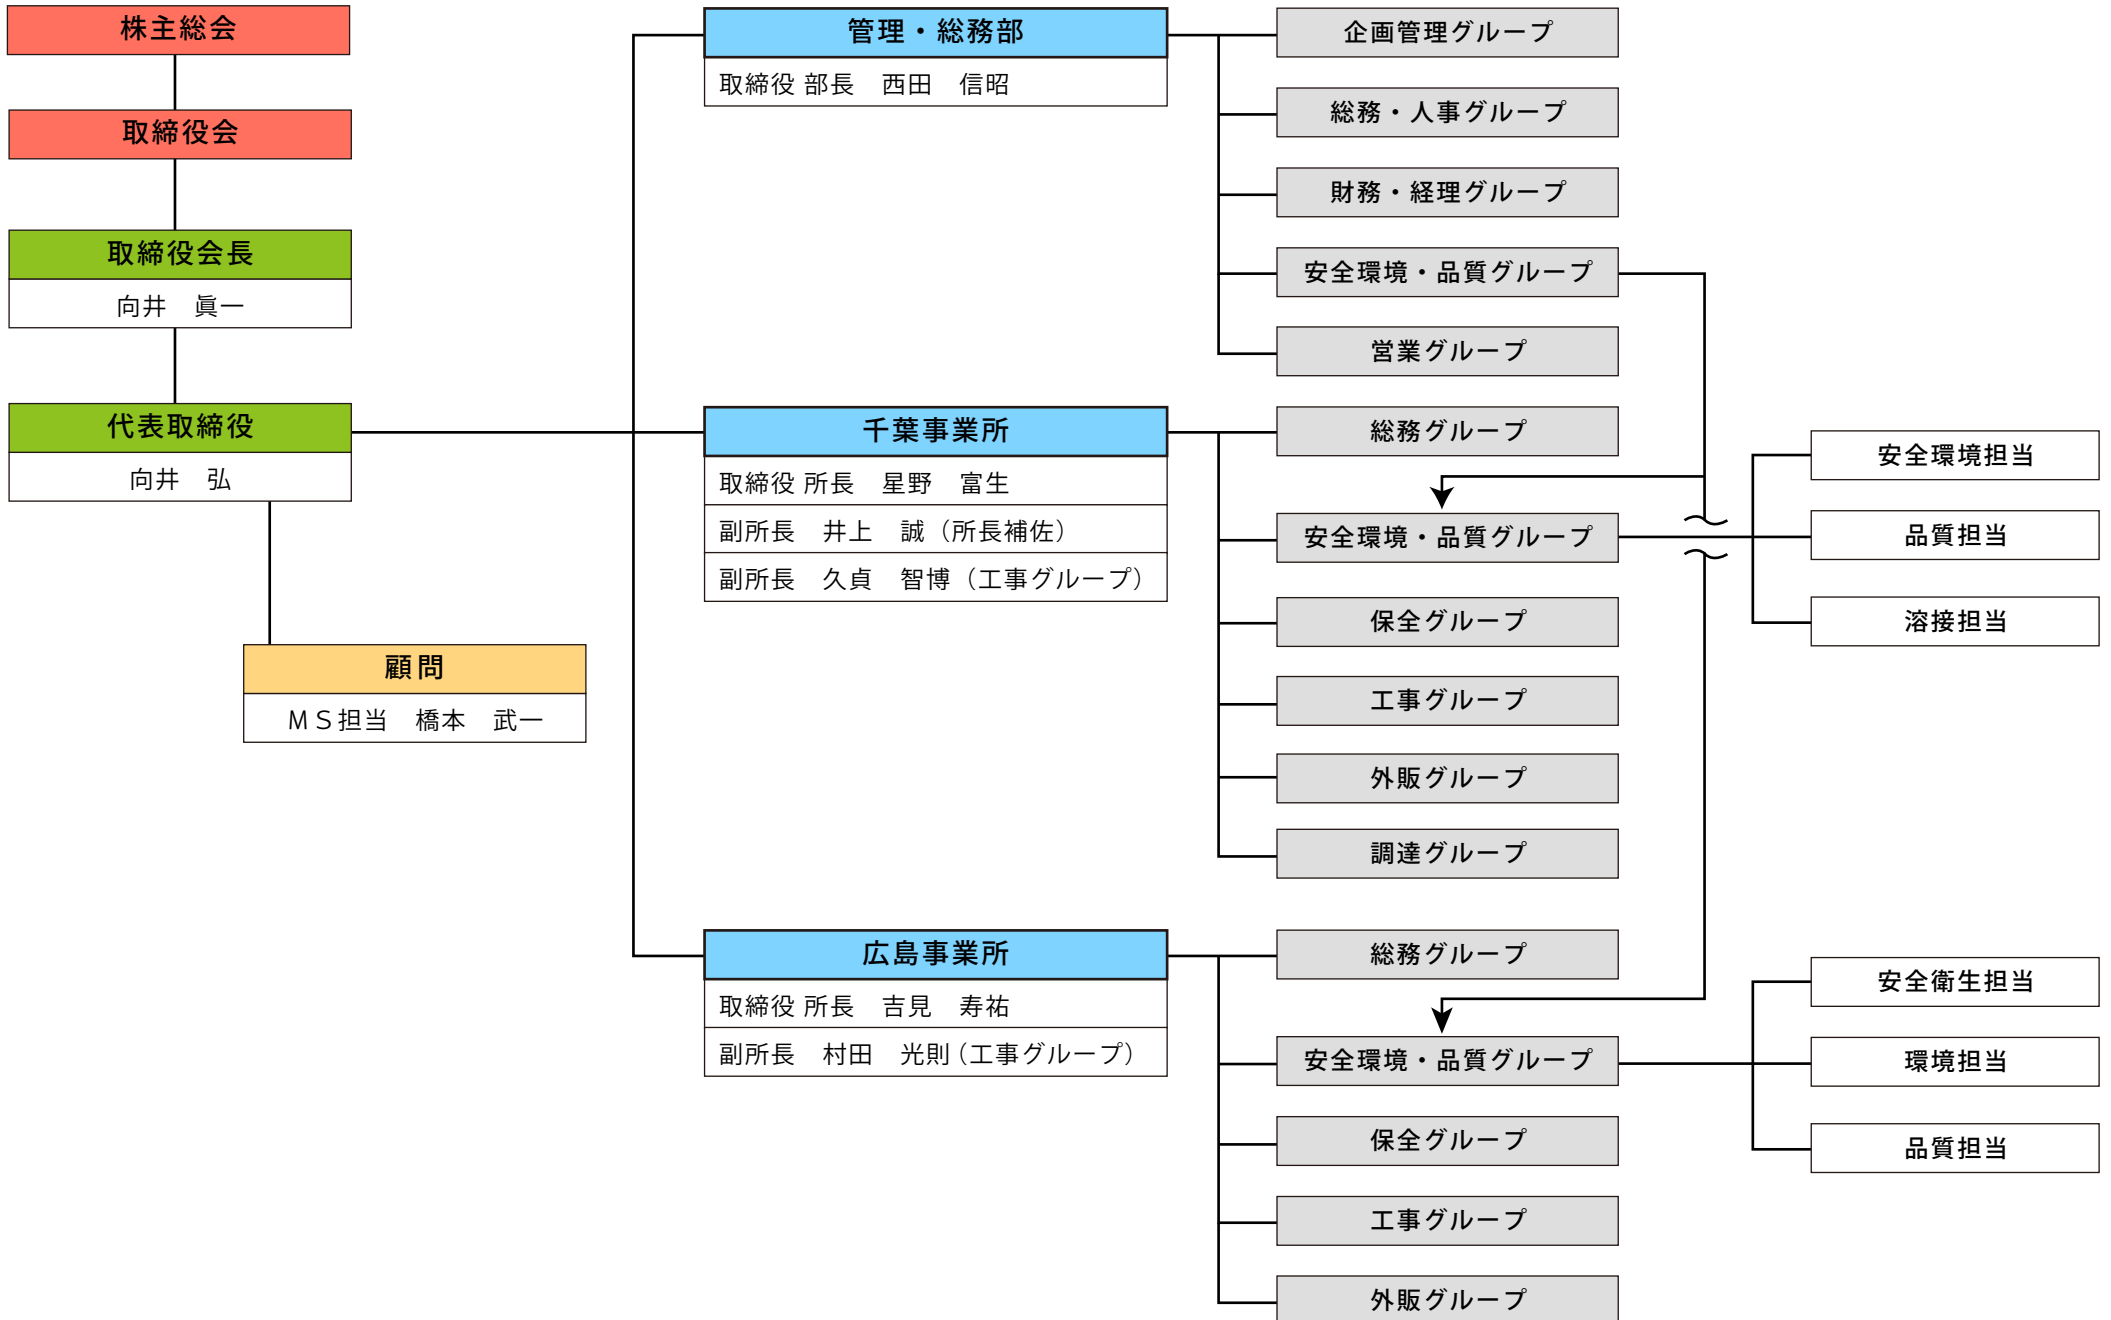 株主総会
取締役会
取締役会長
向井　眞一
代表取締役
向井　弘
顧問
ＭＳ担当　橋本　武一
管理・総務部
取締役 部長　西田　信昭
企画管理グループ
総務・人事グループ
財務・経理グループ
安全環境・品質グループ
営業グループ
千葉事業所
取締役 所長　星野　富生
副所長　井上　誠（所長補佐）
副所長　久貞　智博（工事グループ）
総務グループ
安全環境・品質グループ
安全環境担当
品質担当
溶接担当
保全グループ
工事グループ
外販グループ
調達グループ
広島事業所
取締役 所長　吉見　寿祐
副所長　村田　光則（工事グループ）
総務グループ
安全環境・品質グループ
安全衛生担当
環境担当
品質担当
保全グループ
工事グループ
外販グループ